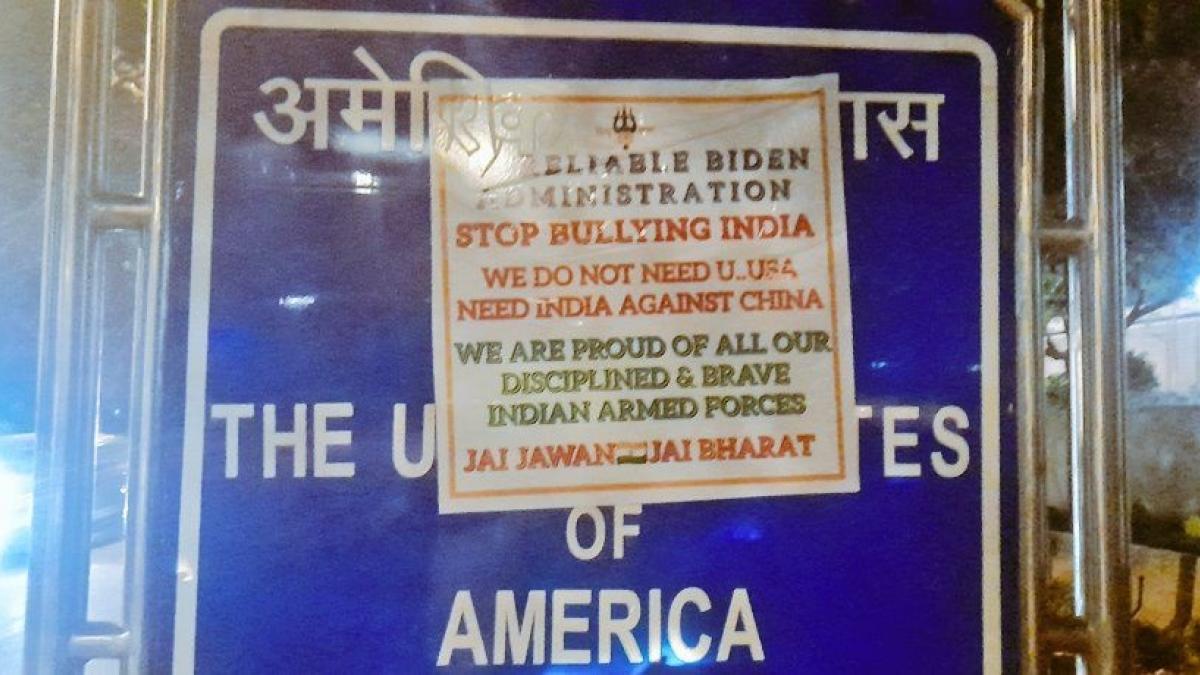 अमेरि
ास
RELIABLE BIDEN
ADMINISTRATION
STOP BULLYING INDIA
WE DO NOT NEED U..USA
NEED INDIA AGAINST CHINA
WE ARE PROUD OF ALL OUR
DISCIPLINED & BRAVE
INDIAN ARMED FORCES
JAI JAWAN JAI BHARAT
THE U TES
OF
AMERICA